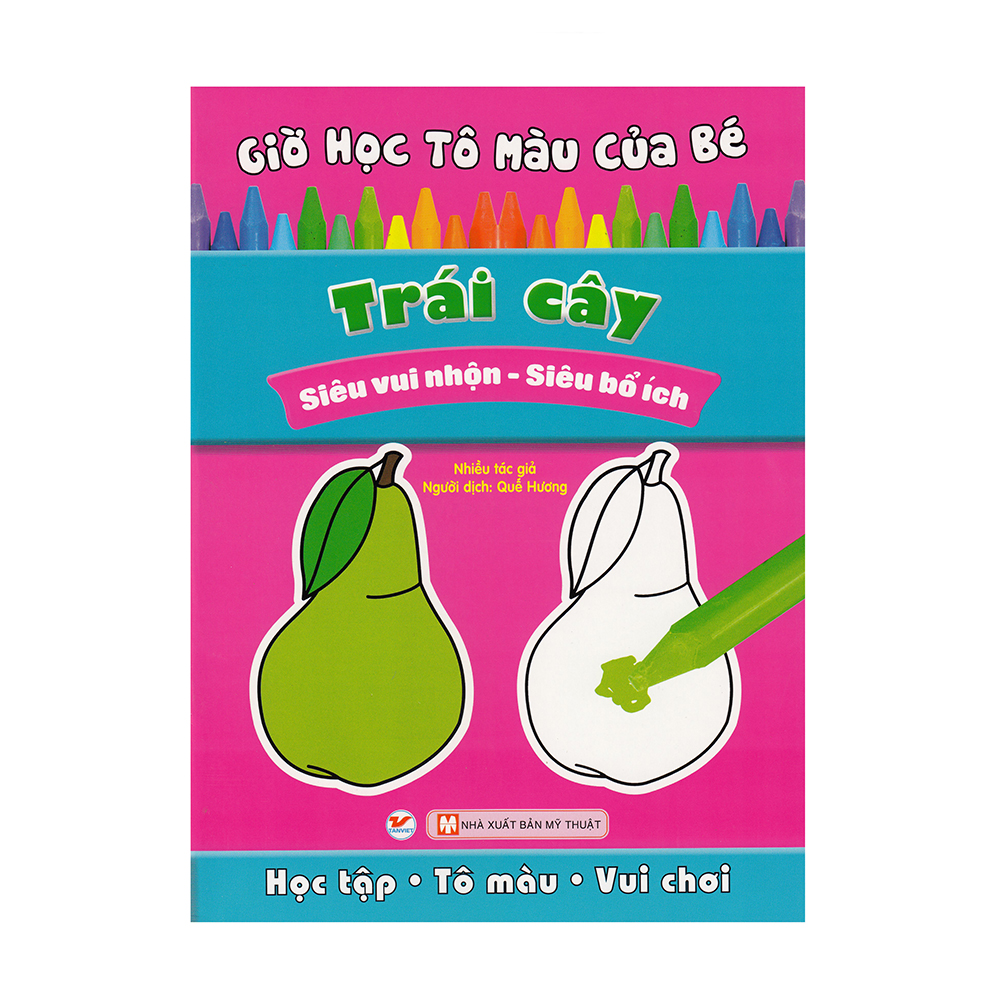 Giờ Học Tô Màu Của Bé
Trái cây
Siêu vui nhộn - Siêu bổ ích
Nhiều tác giả
Người dịch: Quế Hương
TANVIET
NHÀ XUẤT BẢN MỸ THUẬT
Học tập • Tô màu • Vui chơi